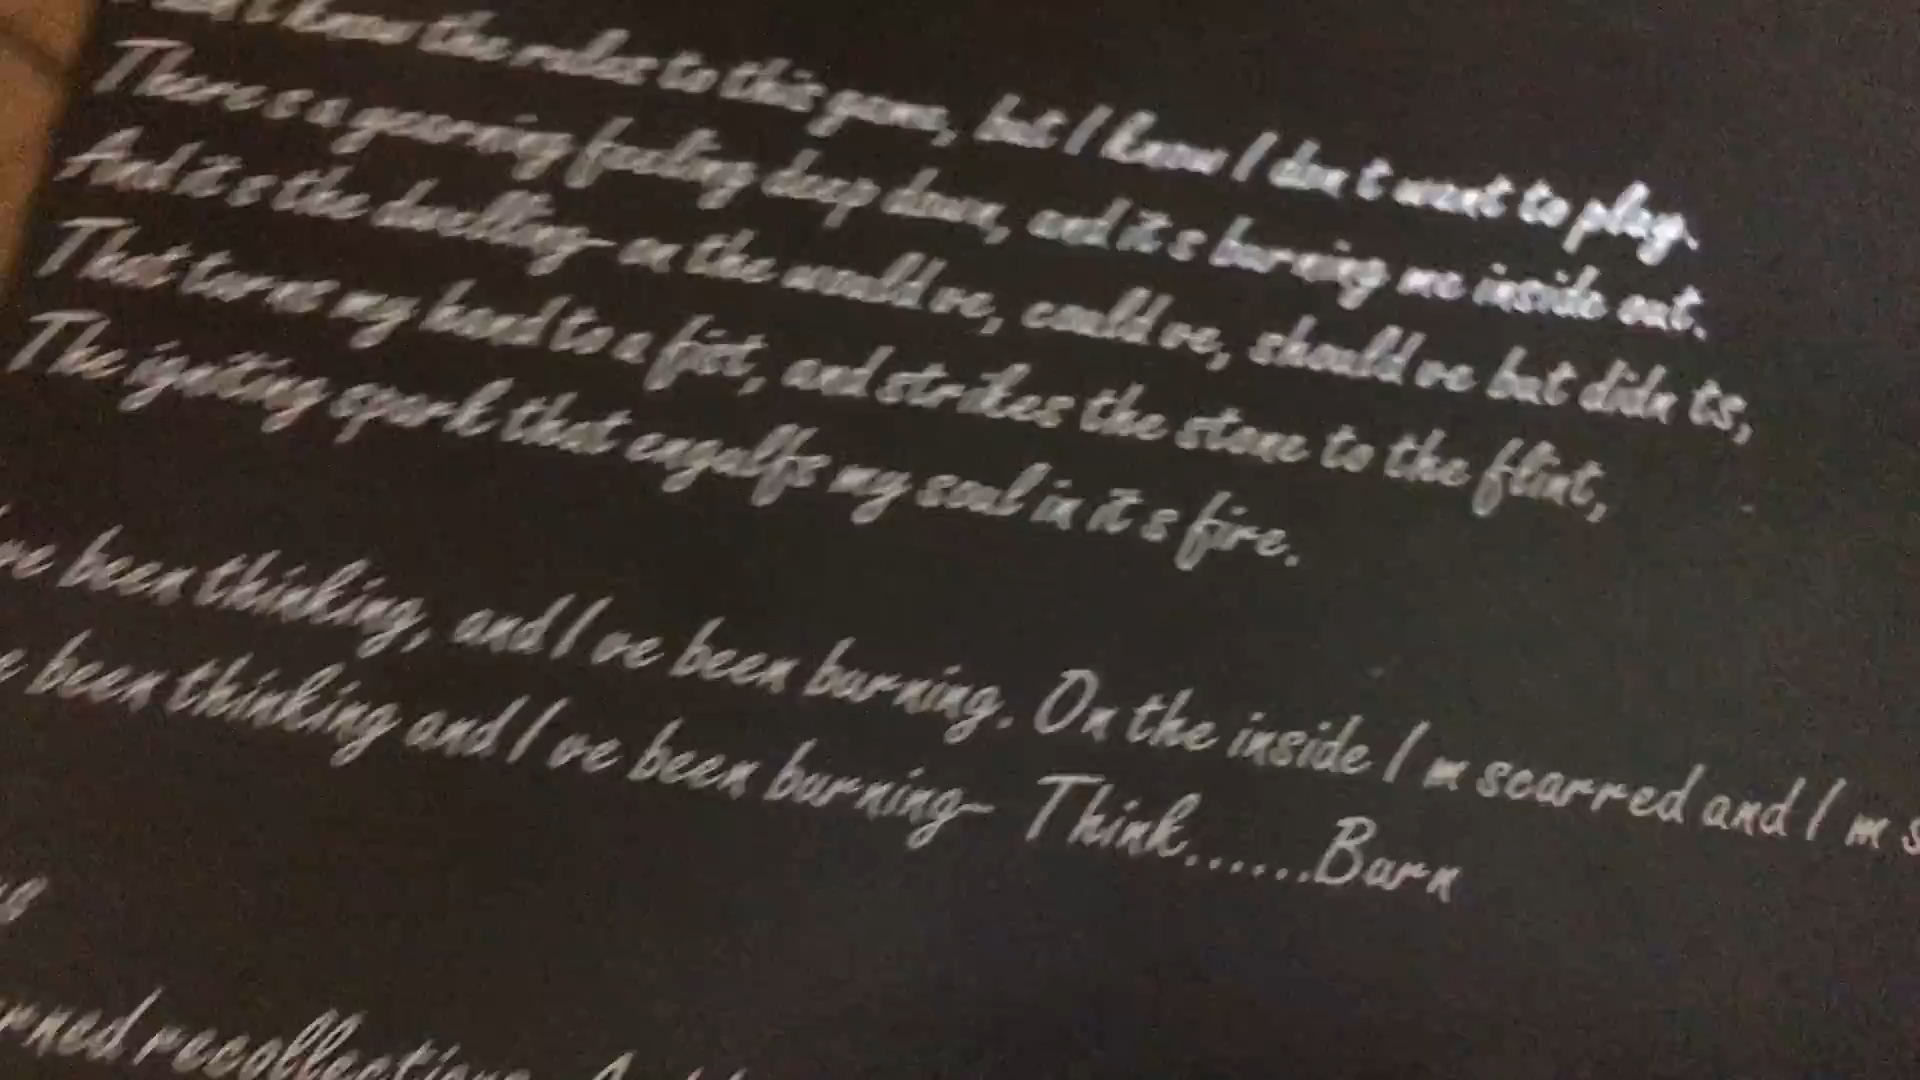 I know the rules to this game, but I know I don't want to play.
There s a yearning feeling deep down, and it s burning me inside out.
And it s the dwelling on the would ve, could ve, should ve but didn ts,
That turns my hand to a fist, and strikes the stone to the flint,
The igniting spark that engulfs my soul in it s fire.
ve been thinking, and I ve been burning. On the inside I m scarred and I m s
been thinking and I ve been burning- Think......Burn
recollections